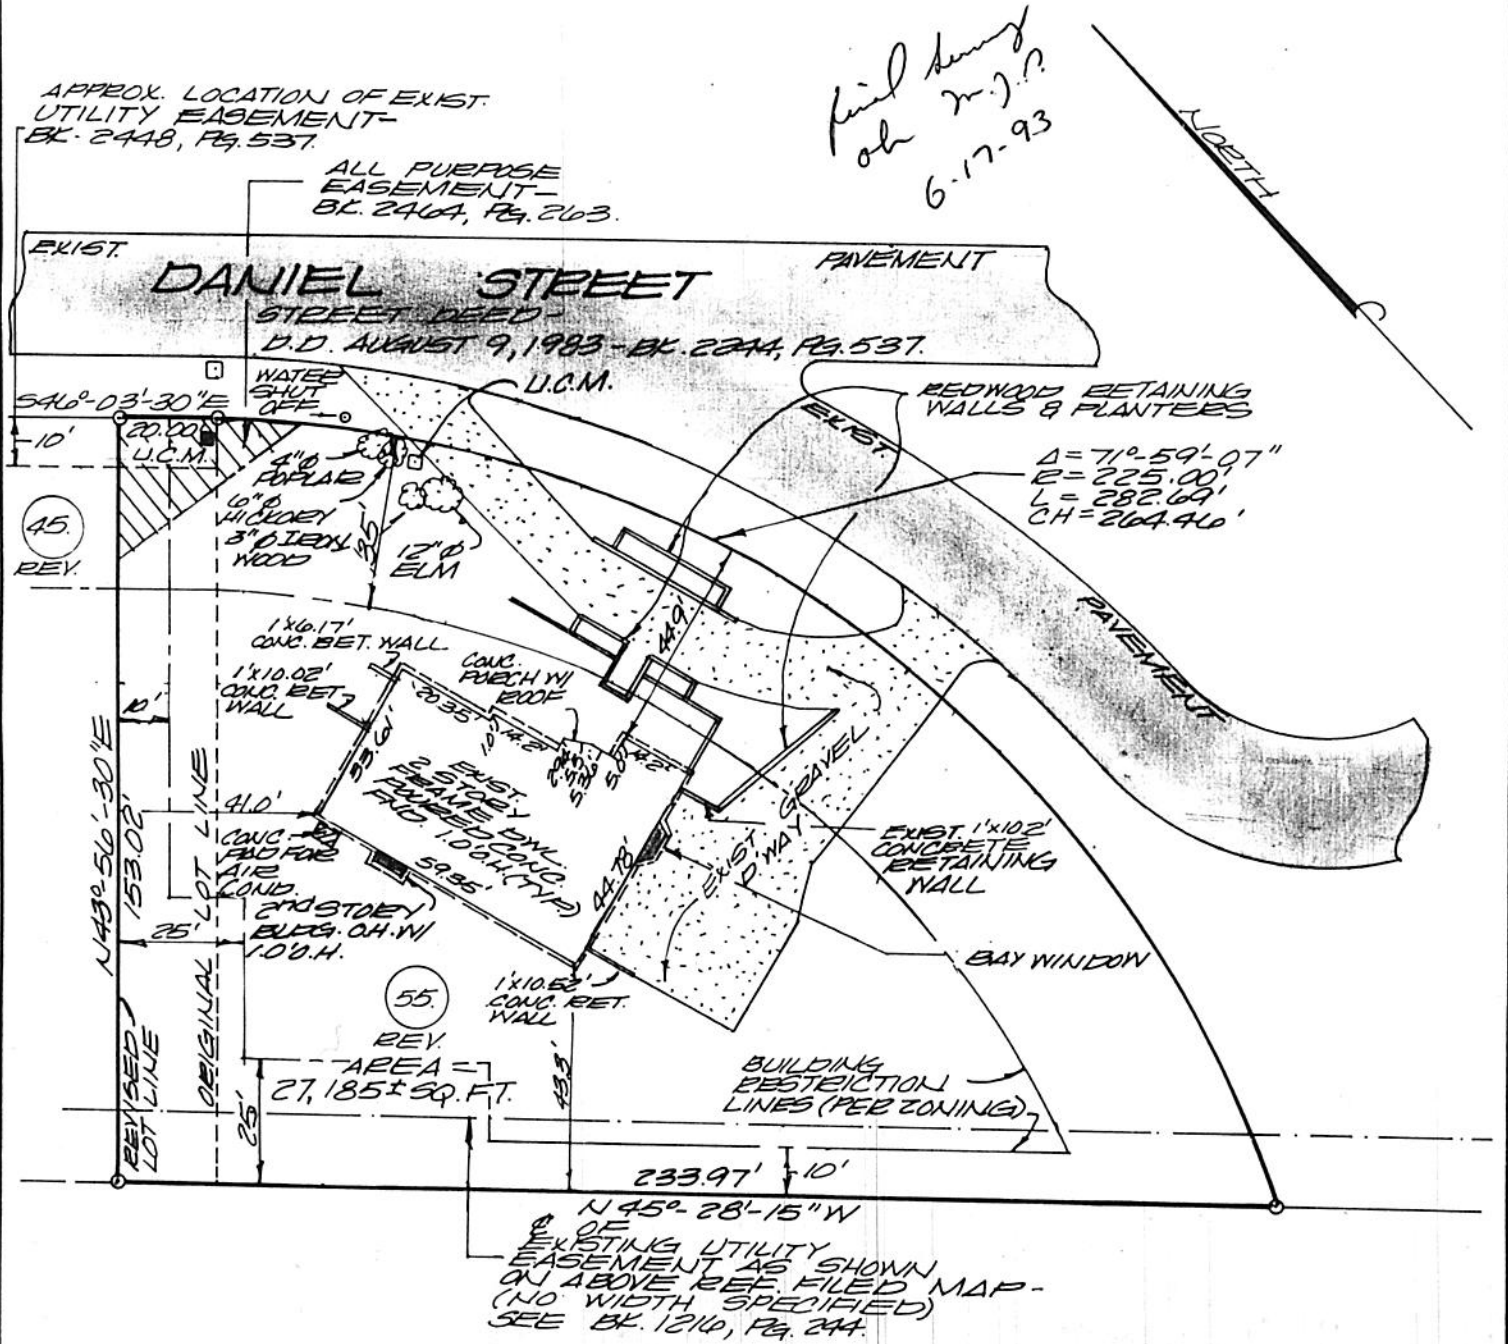 final survey
ok M.J.P.
6-17-93
NORTH
APPROX. LOCATION OF EXIST.
UTILITY EASEMENT-
BK. 2448, PG. 537.
ALL PURPOSE
EASEMENT-
BK. 2464, PG. 263.
EXIST.
PAVEMENT
DANIEL STREET
STREET DEED-
D.D. AUGUST 9, 1983 - BK. 2244, PG. 537.
WATER
SHUT
OFF
U.C.M.
S46°-03'-30"E
20.00'
U.C.M.
10'
REDWOOD RETAINING
WALLS & PLANTERS
EXIST.
PAVEMENT
Δ = 71°-59'-07"
R = 225.00'
L = 282.69'
CH = 264.46'
4"Ø
POPLAR
6"Ø
HICKORY
3"Ø IRON
WOOD
35'
12"Ø
ELM
45.
REV.
1'X6.17'
CONC. RET. WALL
1'X10.02'
CONC. RET.
WALL
CONC.
PORCH W/
ROOF
44.9'
10'
20.35'
1.0'
14.2'
5.0'
14.2'
33.61'
EXIST.
2 STORY
FRAME DWL.
POURED CONC.
FND. 1.0'O.H. (TYP.)
59.85'
44.78'
N43°-56'-30"E
153.02'
ORIGINAL LOT LINE
REVISED
LOT LINE
41.0'
CONC.
PAD FOR
AIR
COND.
2nd STORY
BLDG. O.H. W/
1.0'O.H.
25'
EXIST. GRAVEL
D'WAY
EXIST. 1'X10.2'
CONCRETE
RETAINING
WALL
BAY WINDOW
1'X10.52'
CONC. RET.
WALL
55.
REV.
AREA =
27,185± SQ. FT.
25'
43.3'
BUILDING
RESTRICTION
LINES (PER ZONING)
233.97'
10'
N 45°-28'-15" W
℄ OF
EXISTING UTILITY
EASEMENT AS SHOWN
ON ABOVE REF. FILED MAP-
(NO WIDTH SPECIFIED)
SEE BK. 1216, PG. 244.